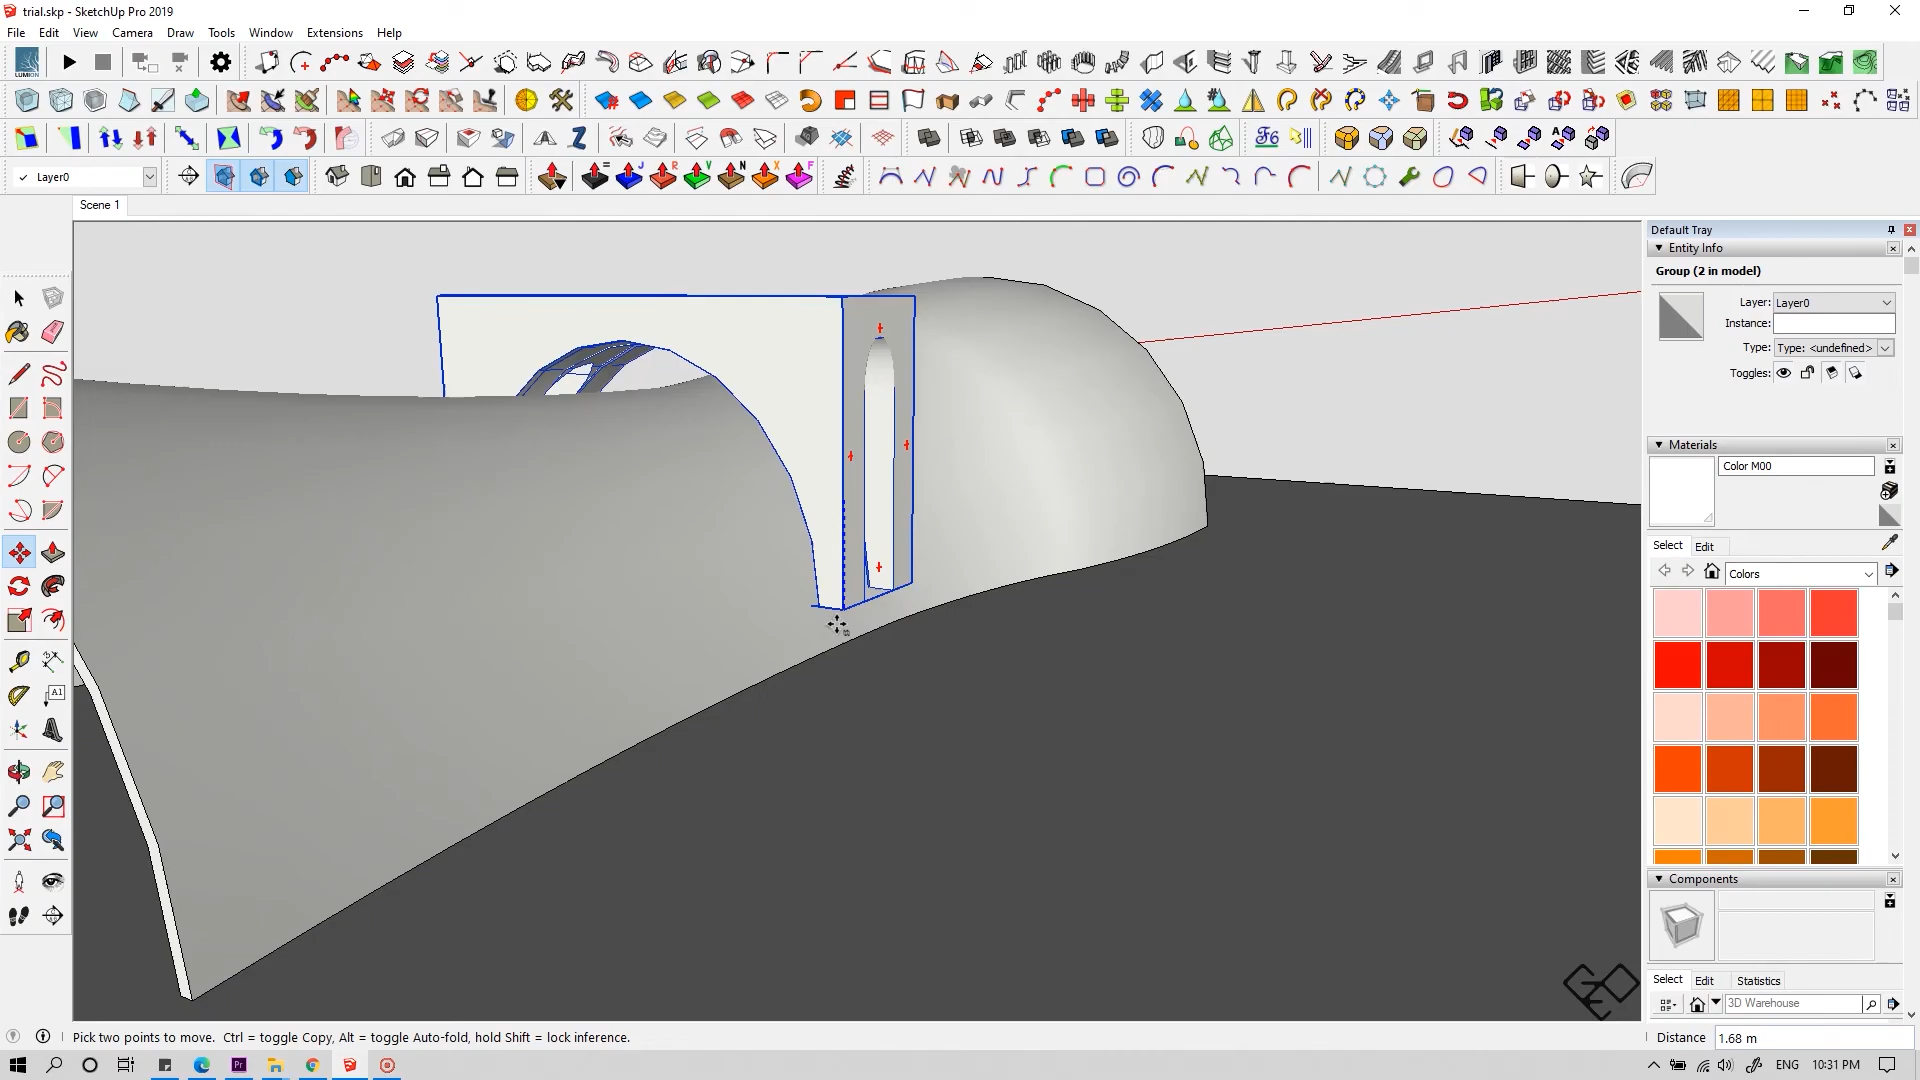 trial.skp - SketchUp Pro 2019
File Edit View Camera Draw Tools Window Extensions Help
LUMION
Layer0
Scene 1
Default Tray
Entity Info
Group (2 in model)
Layer: Layer0
Instance:
Type: Type: <undefined>
Toggles:
Materials
Color M00
Select Edit
Colors
Components
Select Edit Statistics
3D Warehouse
Pick two points to move. Ctrl = toggle Copy, Alt = toggle Auto-fold, hold Shift = lock inference.
Distance 1.68 m
ENG 10:31 PM